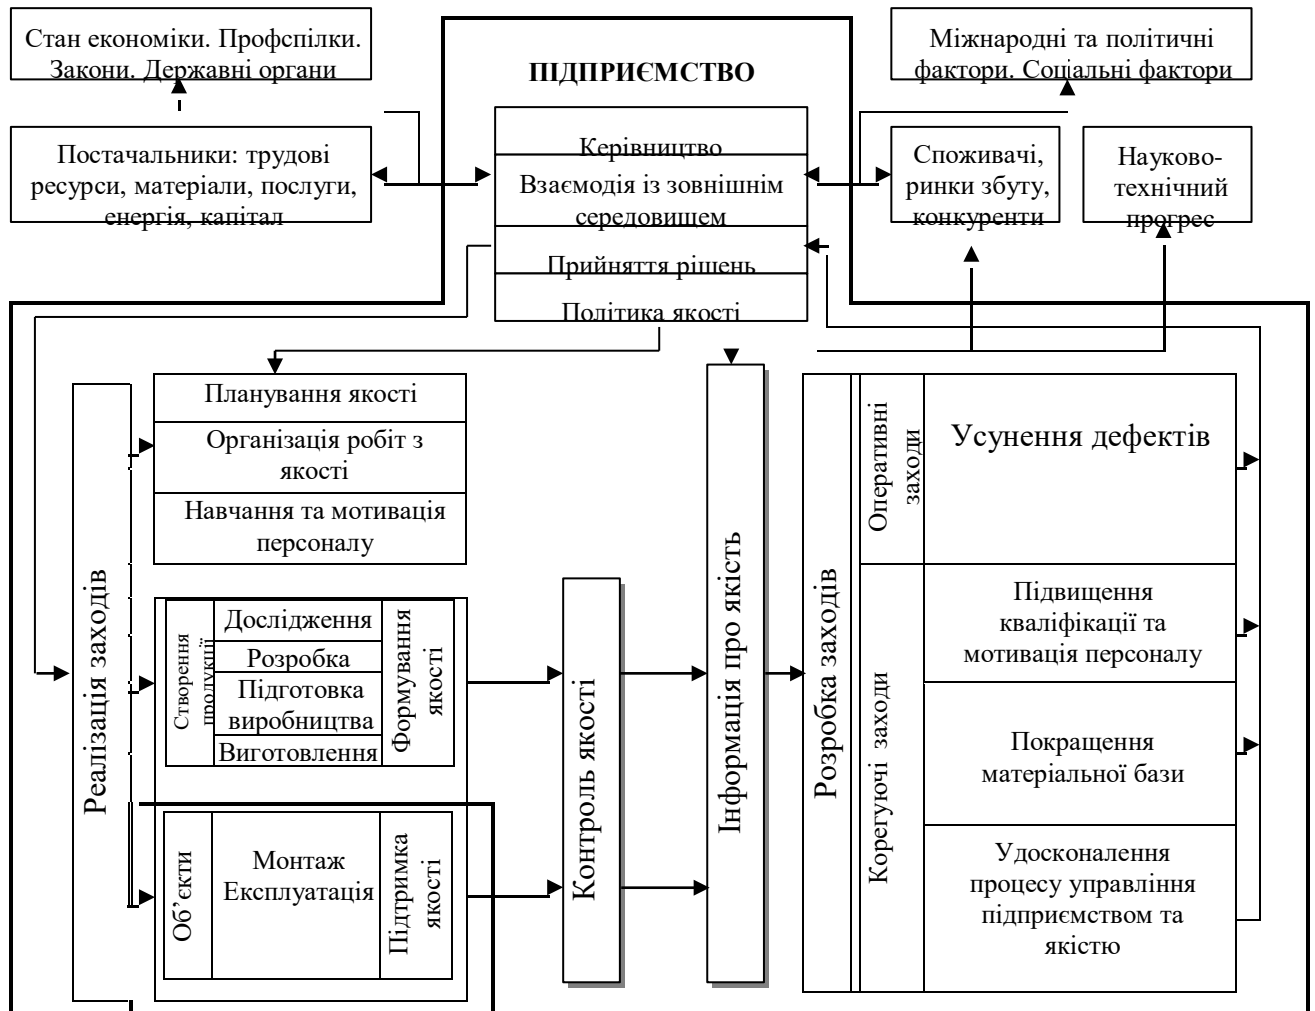 Стан економіки. Профспілки.
Закони. Державні органи
ПІДПРИЄМСТВО
Міжнародні та політичні
фактори. Соціальні фактори
Постачальники: трудові
ресурси, матеріали, послуги,
енергія, капітал
Керівництво
Взаємодія із зовнішнім
середовищем
Прийняття рішень
Політика якості
Споживачі,
ринки збуту,
конкуренти
Науково-
технічний
прогрес
Реалізація заходів
Планування якості
Організація робіт з
якості
Навчання та мотивація
персоналу
Створення
продукції
Дослідження
Розробка
Підготовка
виробництва
Виготовлення
Формування
якості
Об’єкти
Монтаж
Експлуатація
Підтримка
якості
Контроль якості
Інформація про якість
Розробка заходів
Оперативні
заходи
Усунення дефектів
Корегуючі заходи
Підвищення
кваліфікації та
мотивація персоналу
Покращення
матеріальної бази
Удосконалення
процесу управління
підприємством та
якістю